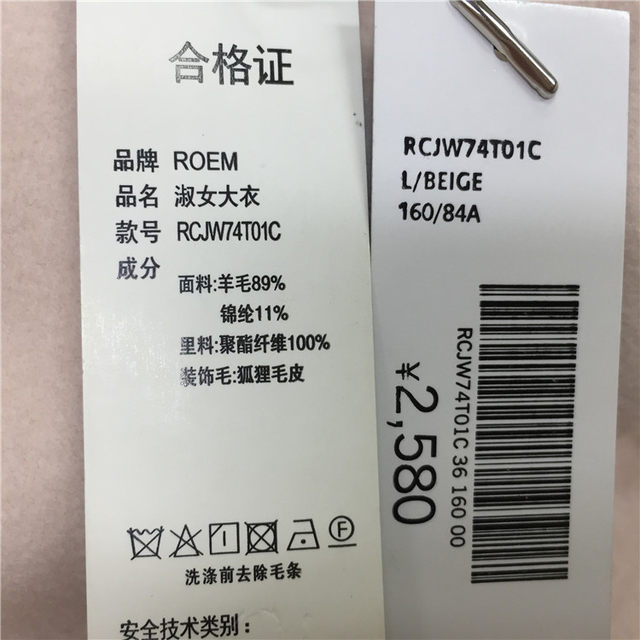 合格证
品牌 ROEM
品名 淑女大衣
款号 RCJW74T01C
成分
面料:羊毛89%
锦纶11%
里料:聚酯纤维100%
装饰毛:狐狸毛皮
F
洗涤前去除毛条
安全技术类别:
RCJW74T01C
L/BEIGE
160/84A
RCJW74T01C 36 160 00
¥2,580